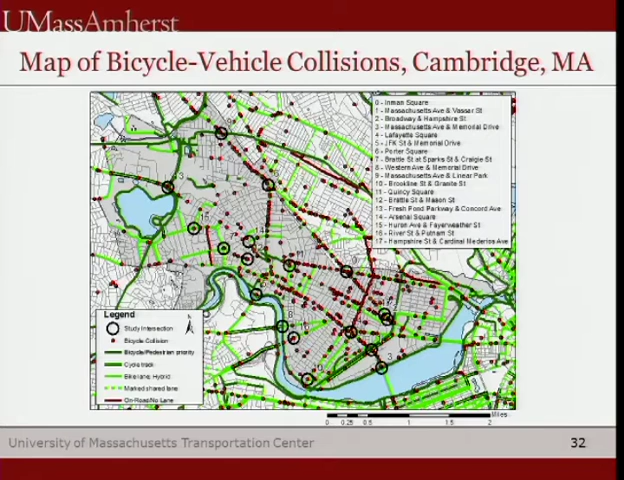 UMassAmherst
Map of Bicycle-Vehicle Collisions, Cambridge, MA
0 - Inman Square
1 - Massachusetts Ave & Vassar St
2 - Broadway & Hampshire St
3 - Massachusetts Ave & Memorial Drive
4 - Lafayette Square
5 - JFK St & Memorial Drive
6 - Porter Square
7 - Brattle St at Sparks St & Craigie St
8 - Western Ave & Memorial Drive
9 - Massachusetts Ave & Linear Park
10 - Brookline St & Granite St
11 - Quincy Square
12 - Brattle St & Mason St
13 - Fresh Pond Parkway & Concord Ave
14 - Arsenal Square
15 - Huron Ave & Fayerweather St
16 - River St & Putnam St
17 - Hampshire St & Cardinal Medeiros Ave
Legend
Study Intersection
Bicycle Collision
Bicycle/Pedestrian priority
Cycle track
Bike lane, Hybrid
Marked shared lane
On-Road/No Lane
Miles
0 0.25 0.5 1 1.5 2
University of Massachusetts Transportation Center
32